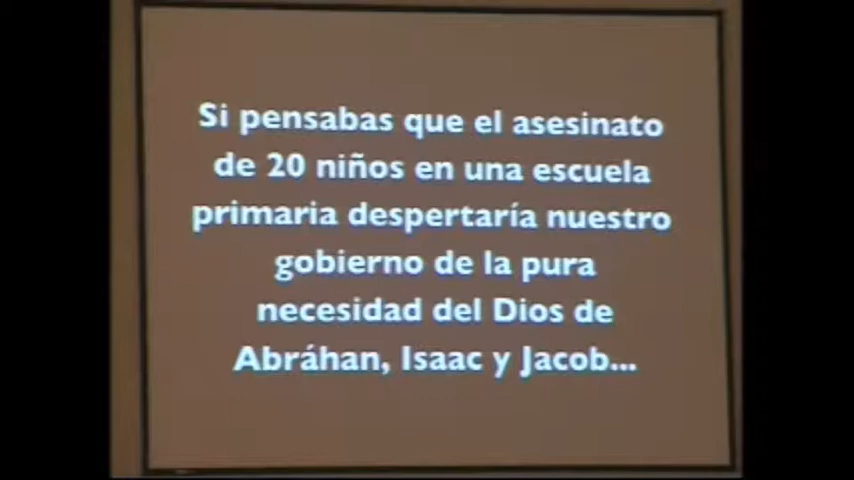 Si pensabas que el asesinato
de 20 niños en una escuela
primaria despertaría nuestro
gobierno de la pura
necesidad del Dios de
Abráhan, Isaac y Jacob...